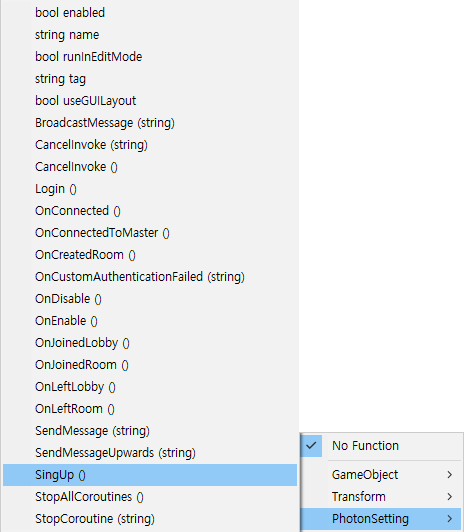 bool enabled
string name
bool runInEditMode
string tag
bool useGUILayout
BroadcastMessage (string)
CancelInvoke (string)
CancelInvoke ()
Login ()
OnConnected ()
OnConnectedToMaster ()
OnCreatedRoom ()
OnCustomAuthenticationFailed (string)
OnDisable ()
OnEnable ()
OnJoinedLobby ()
OnJoinedRoom ()
OnLeftLobby ()
OnLeftRoom ()
SendMessage (string)
SendMessageUpwards (string)
SingUp ()
StopAllCoroutines ()
StopCoroutine (string)
No Function
GameObject
Transform
PhotonSetting